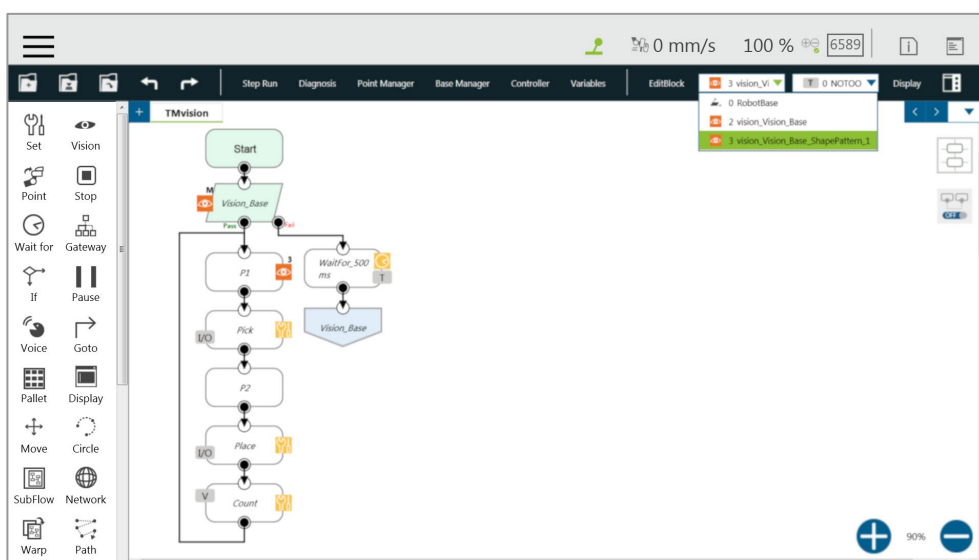 0 mm/s 100 % 6589
Step Run Diagnosis Point Manager Base Manager Controller Variables EditBlock 3 vision_Vi T 0 NOTOO Display
0 RobotBase
2 vision_Vision_Base
3 vision_Vision_Base_ShapePattern_1
+ TMvision
Set Vision
Point Stop
Wait for Gateway
If Pause
Voice Goto
Pallet Display
Move Circle
SubFlow Network
Warp Path
Start
M
Vision_Base
Pass Fail
P1 3
WaitFor_500
ms T
I/O Pick
Vision_Base
P2
I/O Place
V Count
OFF
90%